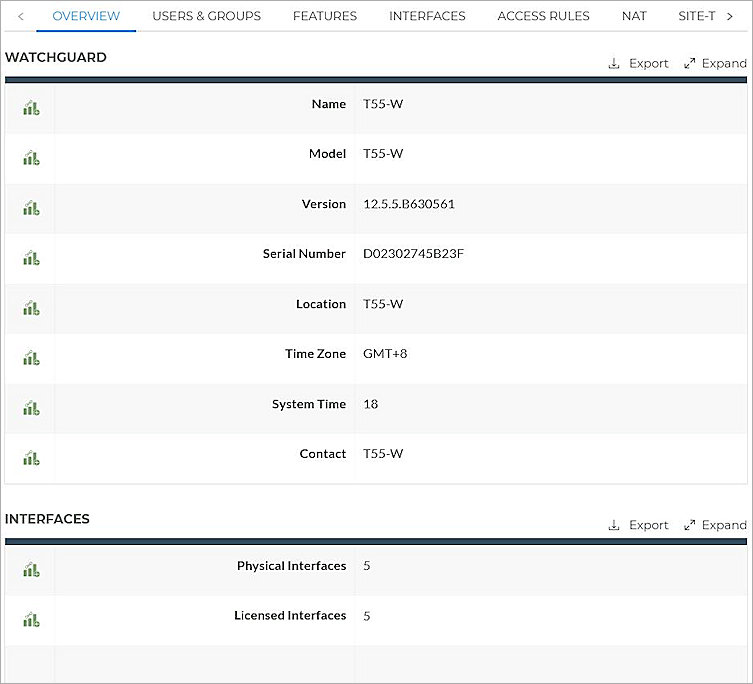 OVERVIEW USERS & GROUPS FEATURES INTERFACES ACCESS RULES NAT SITE-T
WATCHGUARD
Export Expand
Name T55-W
Model T55-W
Version 12.5.5.B630561
Serial Number D02302745B23F
Location T55-W
Time Zone GMT+8
System Time 18
Contact T55-W
INTERFACES
Export Expand
Physical Interfaces 5
Licensed Interfaces 5